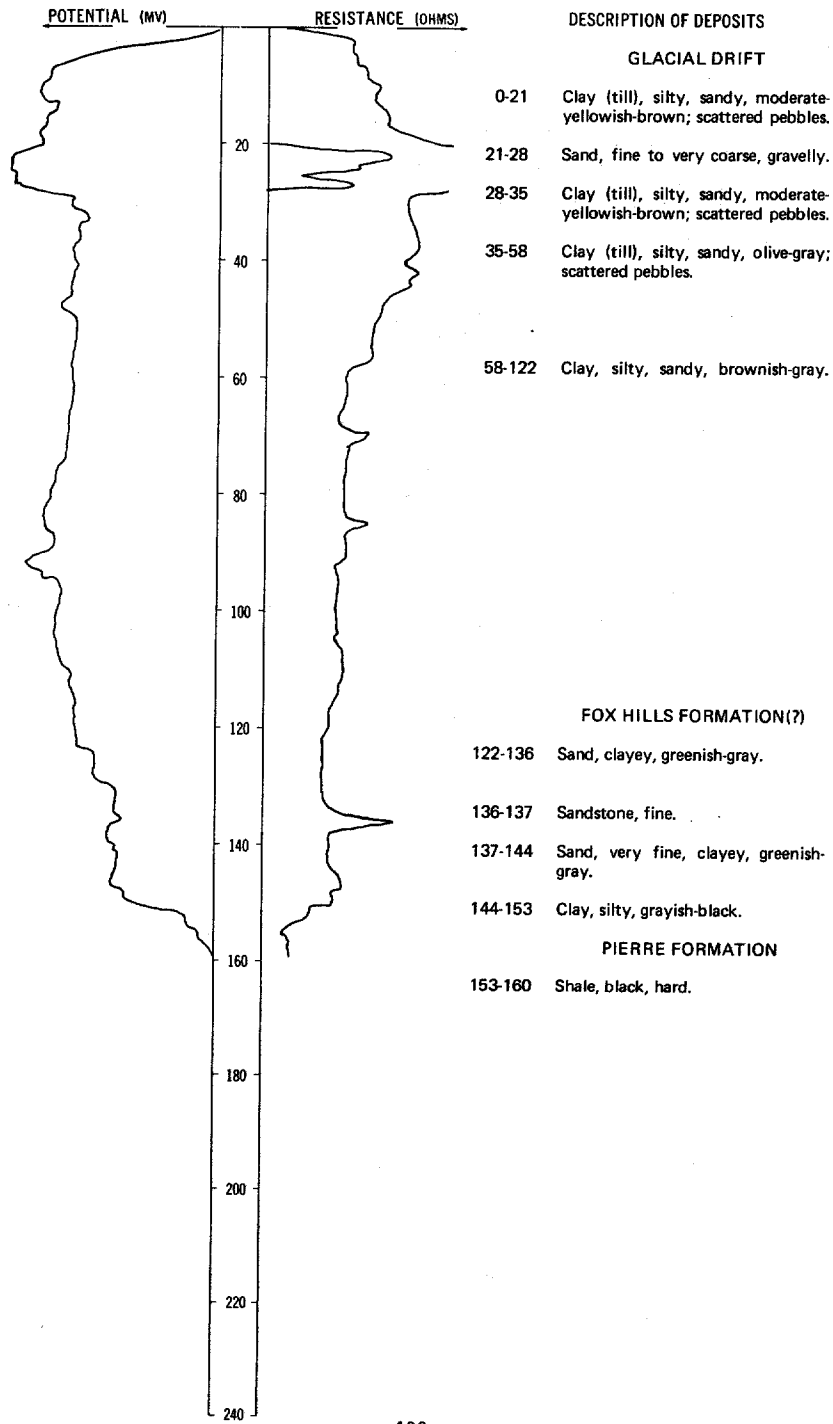 POTENTIAL (MV)
RESISTANCE (OHMS)
DESCRIPTION OF DEPOSITS
GLACIAL DRIFT
0-21 Clay (till), silty, sandy, moderate-
yellowish-brown; scattered pebbles.
20
21-28 Sand, fine to very coarse, gravelly.
28-35 Clay (till), silty, sandy, moderate-
yellowish-brown; scattered pebbles.
40
35-58 Clay (till), silty, sandy, olive-gray;
scattered pebbles.
60
58-122 Clay, silty, sandy, brownish-gray.
80
100
120
FOX HILLS FORMATION(?)
122-136 Sand, clayey, greenish-gray.
136-137 Sandstone, fine.
140
137-144 Sand, very fine, clayey, greenish-
gray.
144-153 Clay, silty, grayish-black.
PIERRE FORMATION
160
153-160 Shale, black, hard.
180
200
220
240